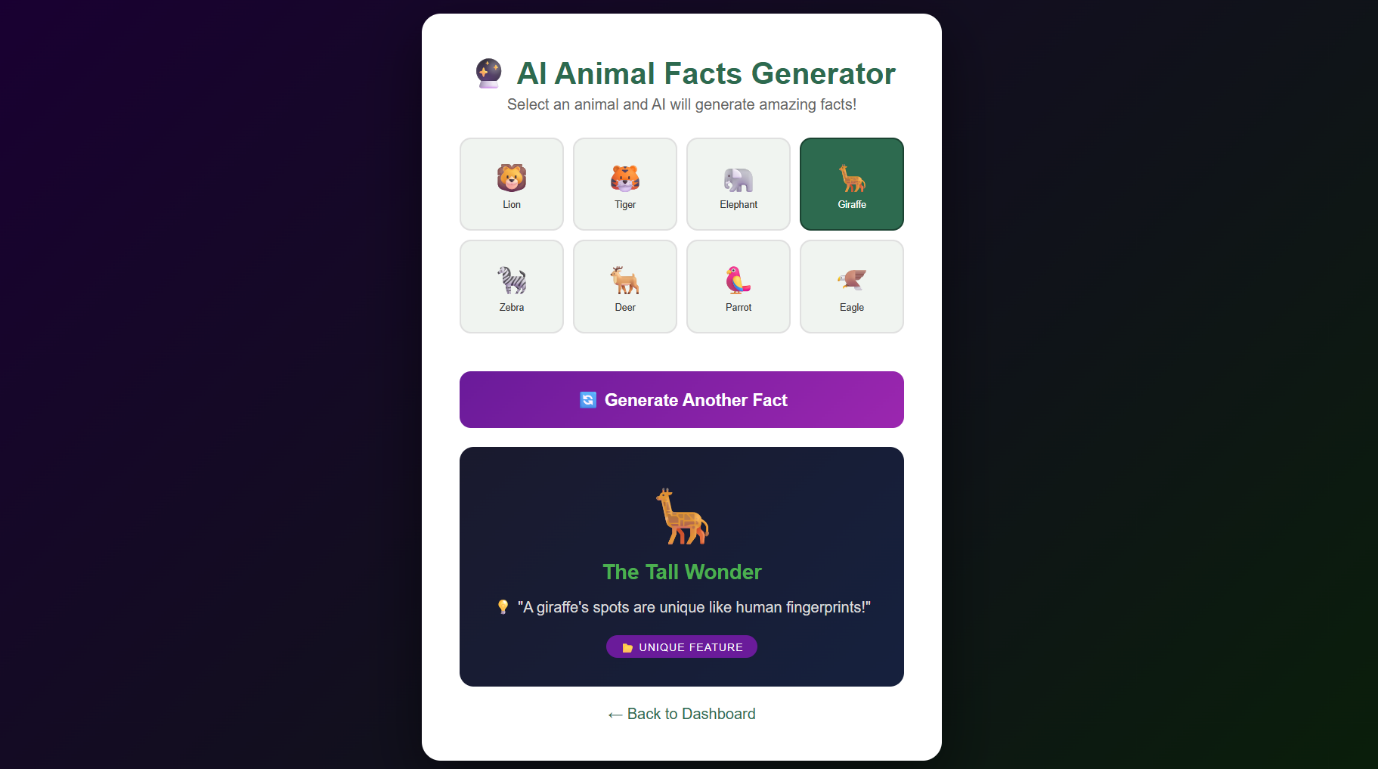 AI Animal Facts Generator
Select an animal and AI will generate amazing facts!
Lion
Tiger
Elephant
Giraffe
Zebra
Deer
Parrot
Eagle
Generate Another Fact
The Tall Wonder
"A giraffe's spots are unique like human fingerprints!"
UNIQUE FEATURE
← Back to Dashboard